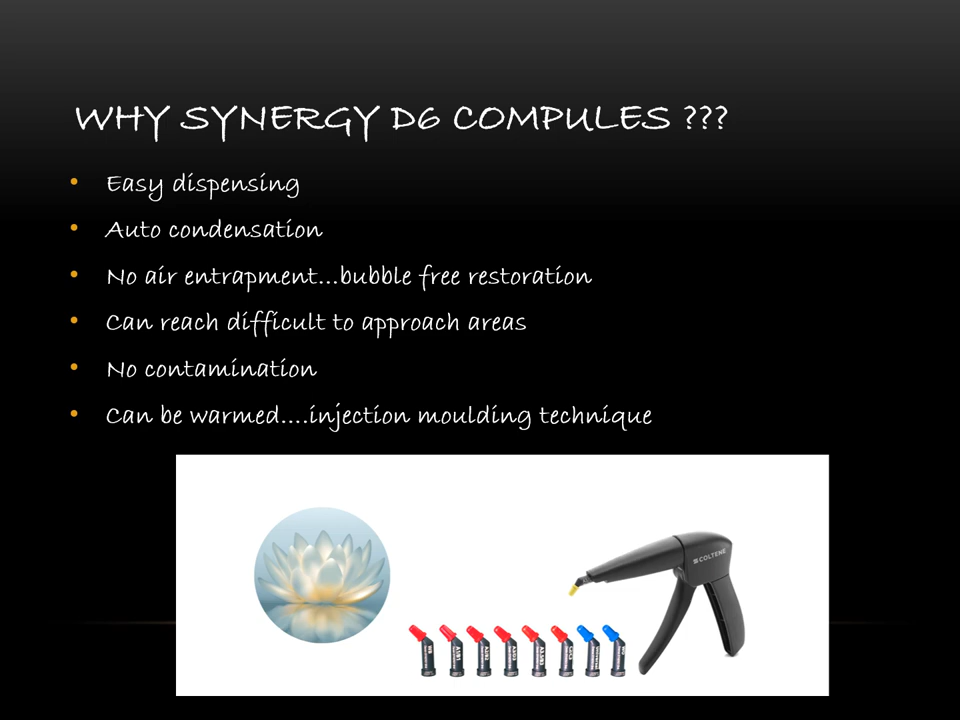 WHY SYNERGY D6 COMPULES ???
• Easy dispensing
• Auto condensation
• No air entrapment...bubble free restoration
• Can reach difficult to approach areas
• No contamination
• Can be warmed....injection moulding technique
COLTENE